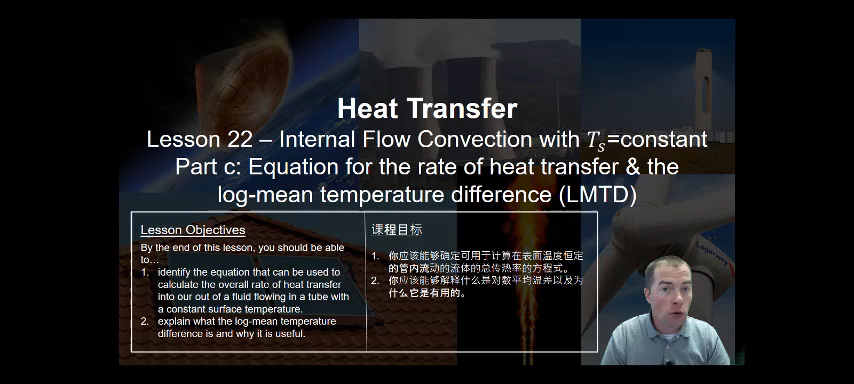 Heat Transfer
Lesson 22 – Internal Flow Convection with Tₛ=constant
Part c: Equation for the rate of heat transfer & the
log-mean temperature difference (LMTD)
Lesson Objectives
By the end of this lesson, you should be able
to…
1. identify the equation that can be used to
calculate the overall rate of heat transfer
into our out of a fluid flowing in a tube with
a constant surface temperature.
2. explain what the log-mean temperature
difference is and why it is useful.
课程目标
1. 你应该能够确定可用于计算在表面温度恒定
的管内流动的流体的总传热率的方程式。
2. 你应该能够解释什么是对数平均温差以及为
什么它是有用的。
Lagerwey